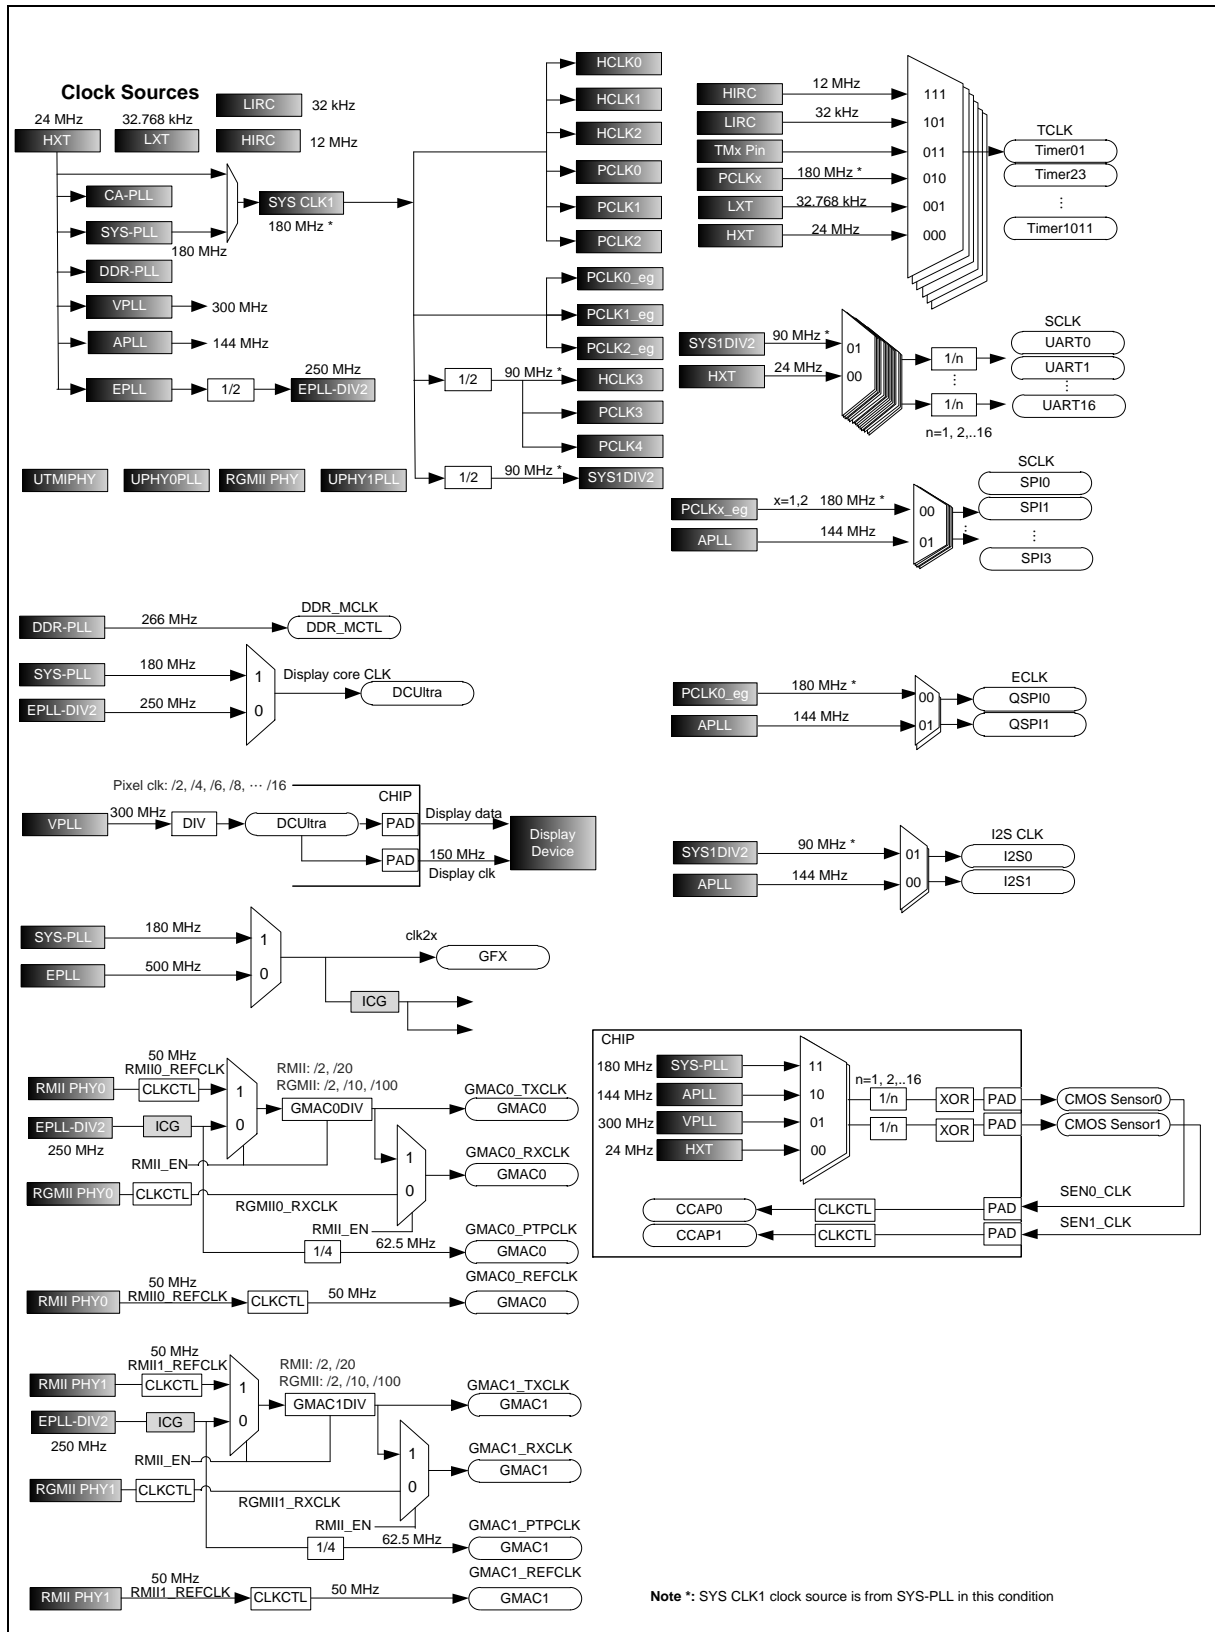 Clock Sources
24 MHz
HXT
32.768 kHz
LXT
LIRC
32 kHz
HIRC
12 MHz
CA-PLL
SYS-PLL
180 MHz
DDR-PLL
VPLL
300 MHz
APLL
144 MHz
EPLL
1/2
250 MHz
EPLL-DIV2
SYS CLK1
180 MHz *
UTMIPHY
UPHY0PLL
RGMII PHY
UPHY1PLL
HCLK0
HCLK1
HCLK2
PCLK0
PCLK1
PCLK2
PCLK0_eg
PCLK1_eg
PCLK2_eg
1/2
90 MHz *
HCLK3
PCLK3
PCLK4
1/2
90 MHz *
SYS1DIV2
HIRC
12 MHz
111
LIRC
32 kHz
101
TMx Pin
011
PCLKx
180 MHz *
010
LXT
32.768 kHz
001
HXT
24 MHz
000
TCLK
Timer01
Timer23
⋮
Timer1011
SYS1DIV2
90 MHz *
01
HXT
24 MHz
00
1/n
⋮
1/n
n=1, 2,..16
SCLK
UART0
UART1
⋮
UART16
PCLKx_eg
x=1,2 180 MHz *
00
APLL
144 MHz
01
⋮
SCLK
SPI0
SPI1
⋮
SPI3
DDR-PLL
266 MHz
DDR_MCLK
DDR_MCTL
SYS-PLL
180 MHz
1
EPLL-DIV2
250 MHz
0
Display core CLK
DCUltra
PCLK0_eg
180 MHz *
00
APLL
144 MHz
01
ECLK
QSPI0
QSPI1
Pixel clk: /2, /4, /6, /8, ⋯ /16
CHIP
VPLL
300 MHz
DIV
DCUltra
PAD
Display data
PAD
150 MHz
Display clk
Display
Device
SYS1DIV2
90 MHz *
01
APLL
144 MHz
00
I2S CLK
I2S0
I2S1
SYS-PLL
180 MHz
1
EPLL
500 MHz
0
clk2x
GFX
ICG
50 MHz
RMII0_REFCLK
RMII PHY0
CLKCTL
1
EPLL-DIV2
250 MHz
ICG
0
RMII: /2, /20
RGMII: /2, /10, /100
GMAC0DIV
RMII_EN
GMAC0_TXCLK
GMAC0
RGMII PHY0
CLKCTL
RGMII0_RXCLK
1
0
RMII_EN
GMAC0_RXCLK
GMAC0
1/4
62.5 MHz
GMAC0_PTPCLK
GMAC0
50 MHz
RMII0_REFCLK
RMII PHY0
CLKCTL
50 MHz
GMAC0_REFCLK
GMAC0
CHIP
180 MHz
SYS-PLL
11
144 MHz
APLL
10
300 MHz
VPLL
01
24 MHz
HXT
00
n=1, 2,..16
1/n
XOR
PAD
CMOS Sensor0
1/n
XOR
PAD
CMOS Sensor1
CCAP0
CLKCTL
PAD
SEN0_CLK
CCAP1
CLKCTL
PAD
SEN1_CLK
50 MHz
RMII1_REFCLK
RMII PHY1
CLKCTL
1
EPLL-DIV2
250 MHz
ICG
0
RMII: /2, /20
RGMII: /2, /10, /100
GMAC1DIV
RMII_EN
GMAC1_TXCLK
GMAC1
RGMII PHY1
CLKCTL
RGMII1_RXCLK
1
0
RMII_EN
GMAC1_RXCLK
GMAC1
1/4
62.5 MHz
GMAC1_PTPCLK
GMAC1
50 MHz
RMII1_REFCLK
RMII PHY1
CLKCTL
50 MHz
GMAC1_REFCLK
GMAC1
Note *: SYS CLK1 clock source is from SYS-PLL in this condition